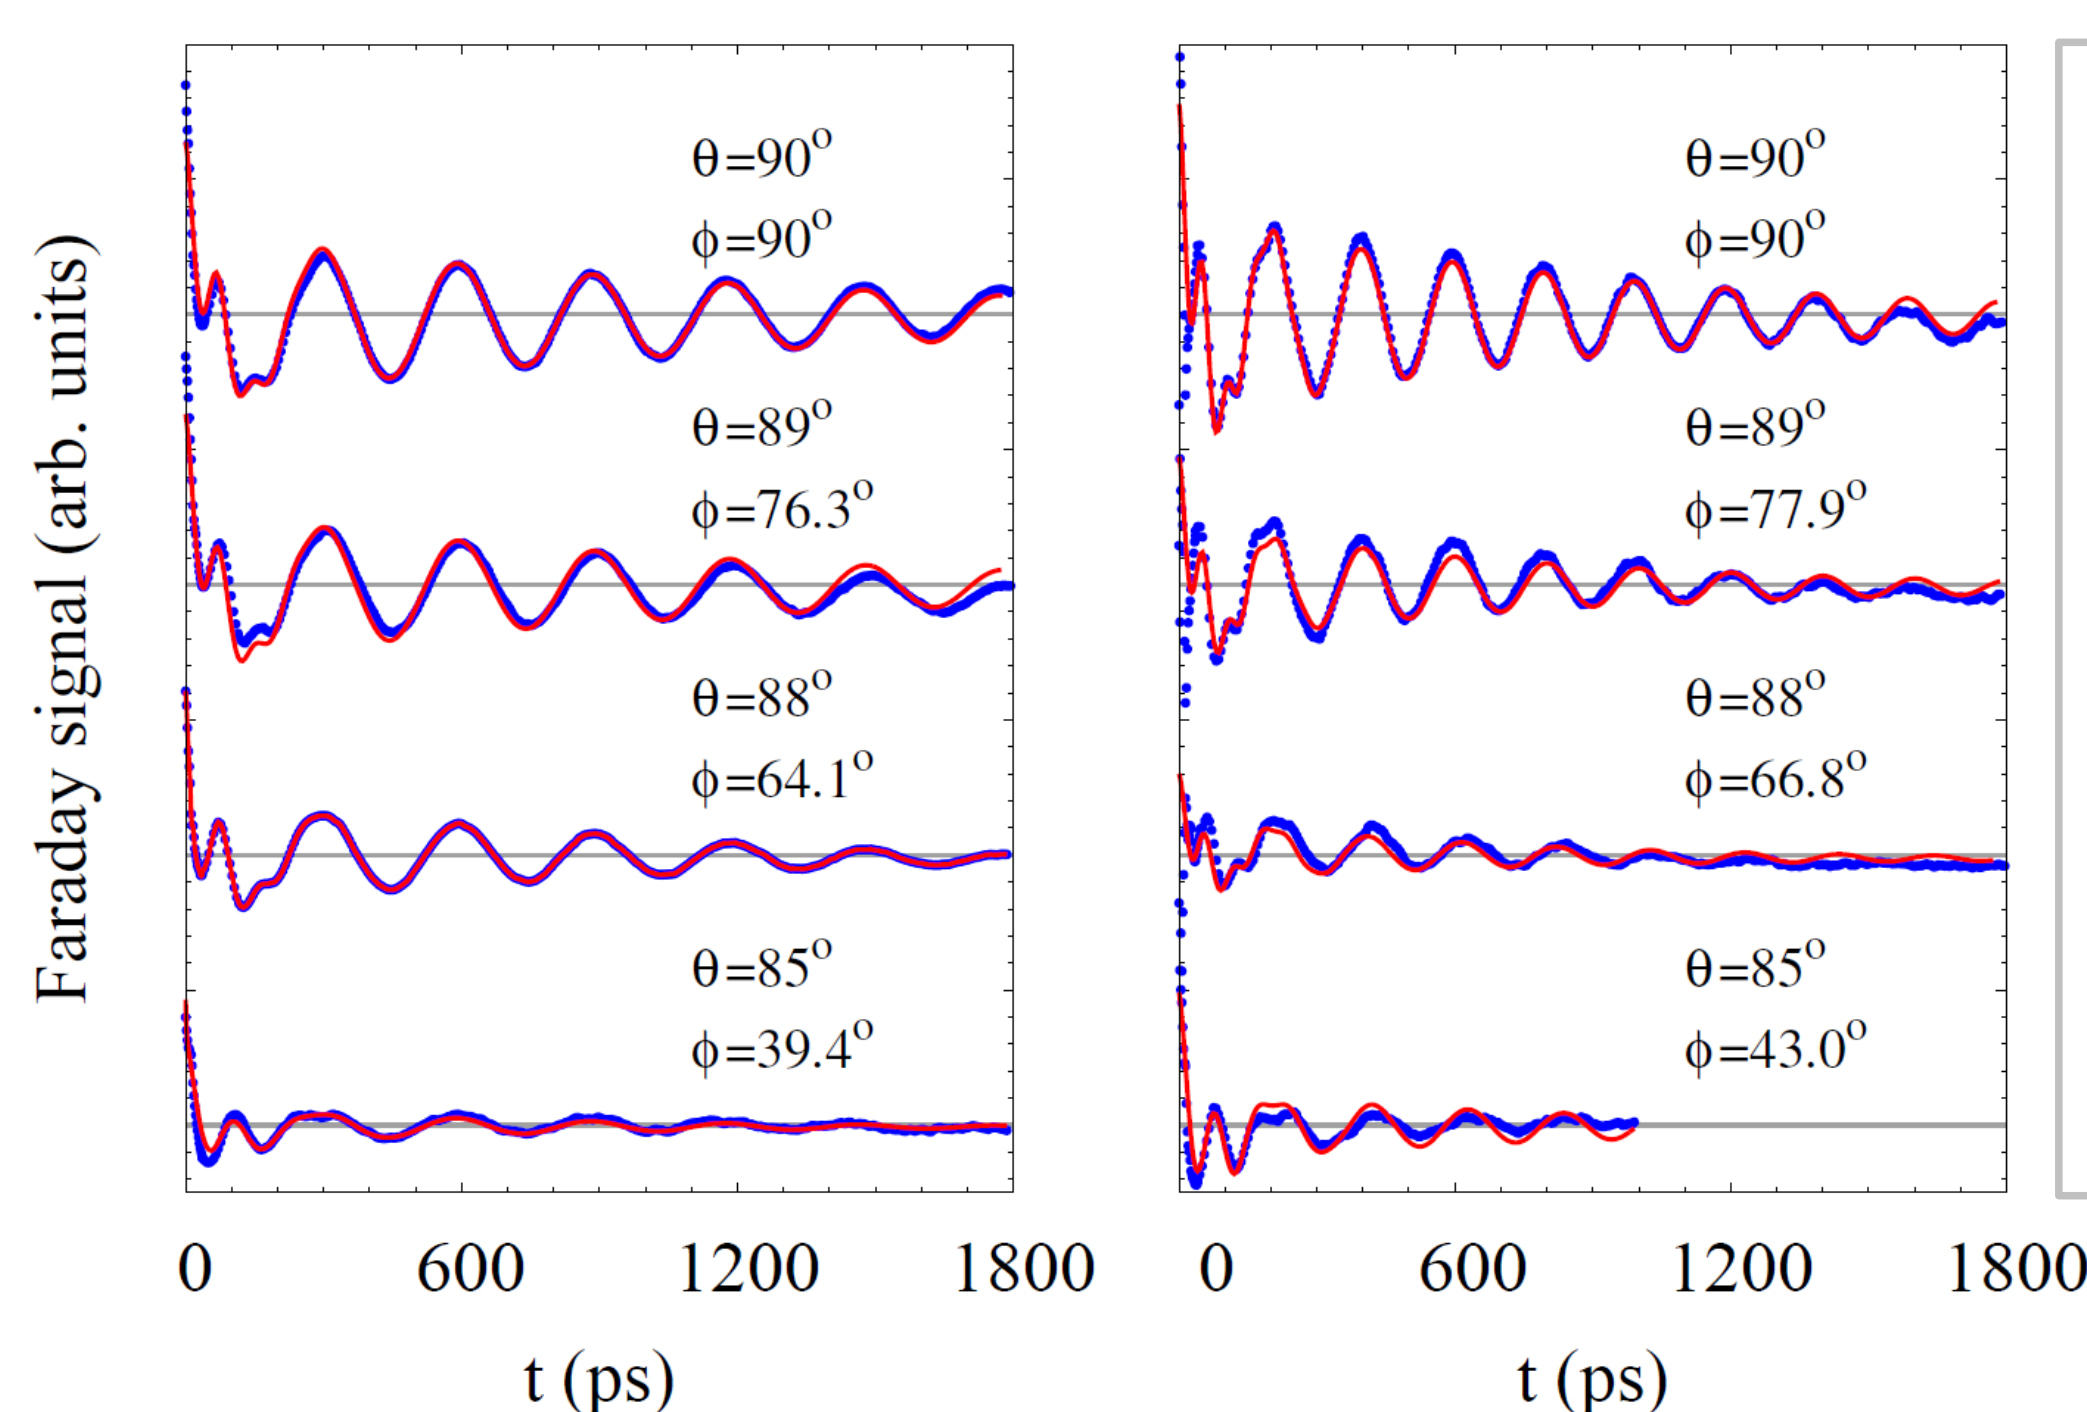 Faraday signal (arb. units)
θ=90°
ϕ=90°
θ=89°
ϕ=76.3°
θ=88°
ϕ=64.1°
θ=85°
ϕ=39.4°
0 600 1200 1800
t (ps)
θ=90°
ϕ=90°
θ=89°
ϕ=77.9°
θ=88°
ϕ=66.8°
θ=85°
ϕ=43.0°
0 600 1200 1800
t (ps)